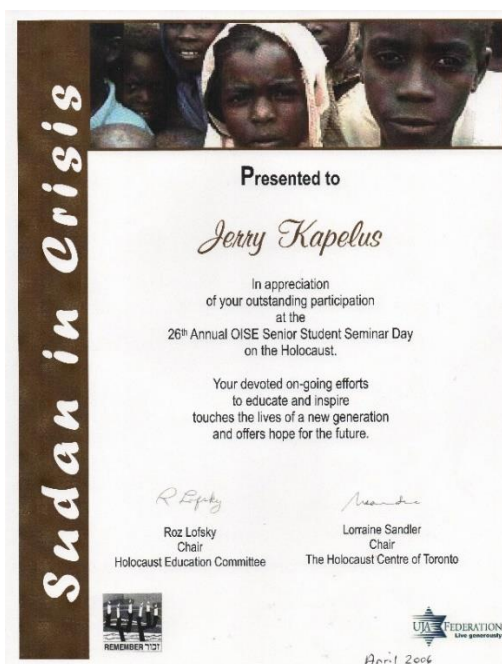 Sudan in Crisis
Presented to
Jerry Kapelus
In appreciation
of your outstanding participation
at the
26th Annual OISE Senior Student Seminar Day
on the Holocaust.
Your devoted on-going efforts
to educate and inspire
touches the lives of a new generation
and offers hope for the future.
R Lofsky
Roz Lofsky
Chair
Holocaust Education Committee
Lorraine Sandler
Chair
The Holocaust Centre of Toronto
REMEMBER זכור
UJA FEDERATION
Live generously
April 2006